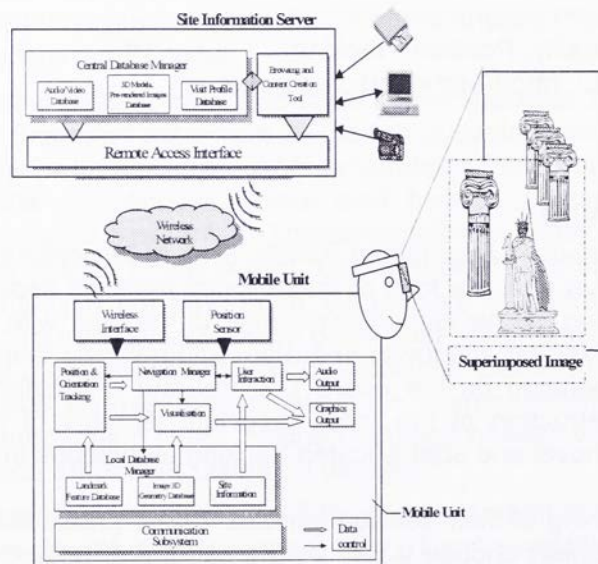 Site Information Server
Central Database Manager
Audio/Video
Database
3D Models,
Pre-rendered Images
Database
Visit Profile
Database
Browsing and
Content Creation
Tool
Remote Access Interface
Wireless
Network
Mobile Unit
Wireless
Interface
Position
Sensor
Position &
Orientation
Tracking
Navigation Manager
User
Interaction
Audio
Output
Visualisation
Graphics
Output
Local Database
Manager
Landmark
Feature Database
Image 3D
Geometry Database
Site
Information
Communication
Subsystem
Data
control
Mobile Unit
Superimposed Image